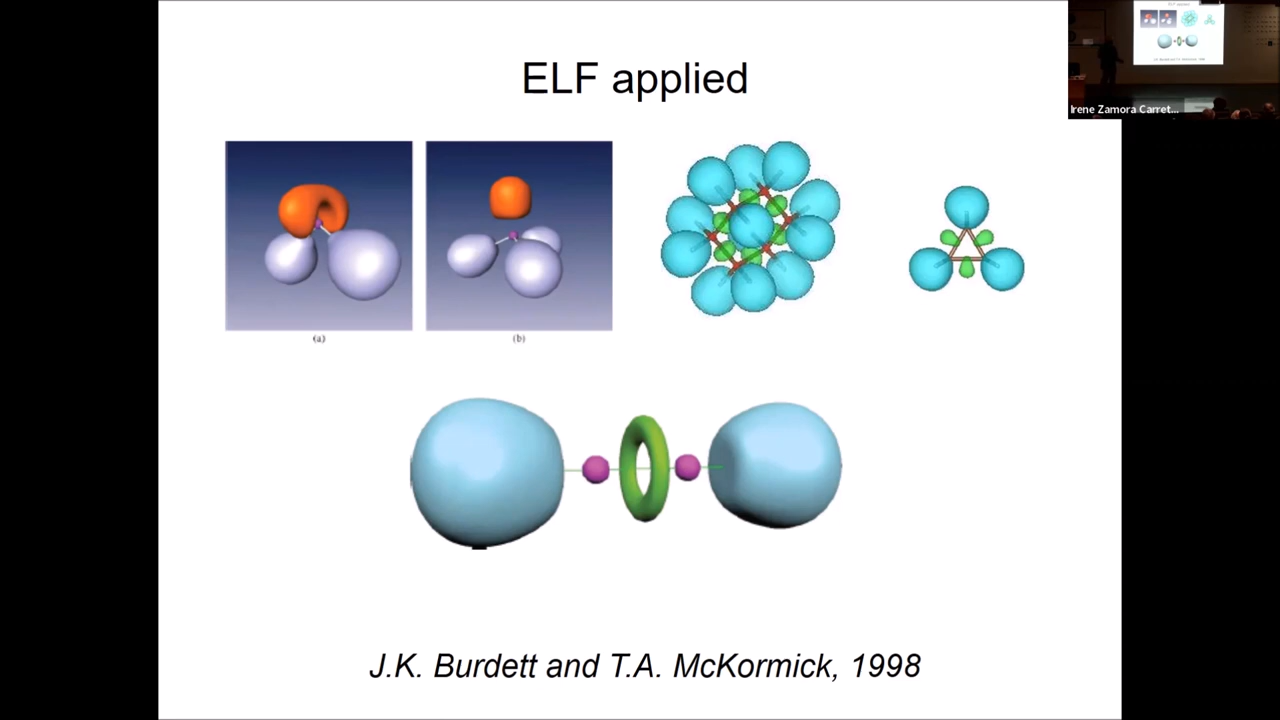 ELF applied
Irene Zamora Carret...
(a)
(b)
J.K. Burdett and T.A. McKormick, 1998